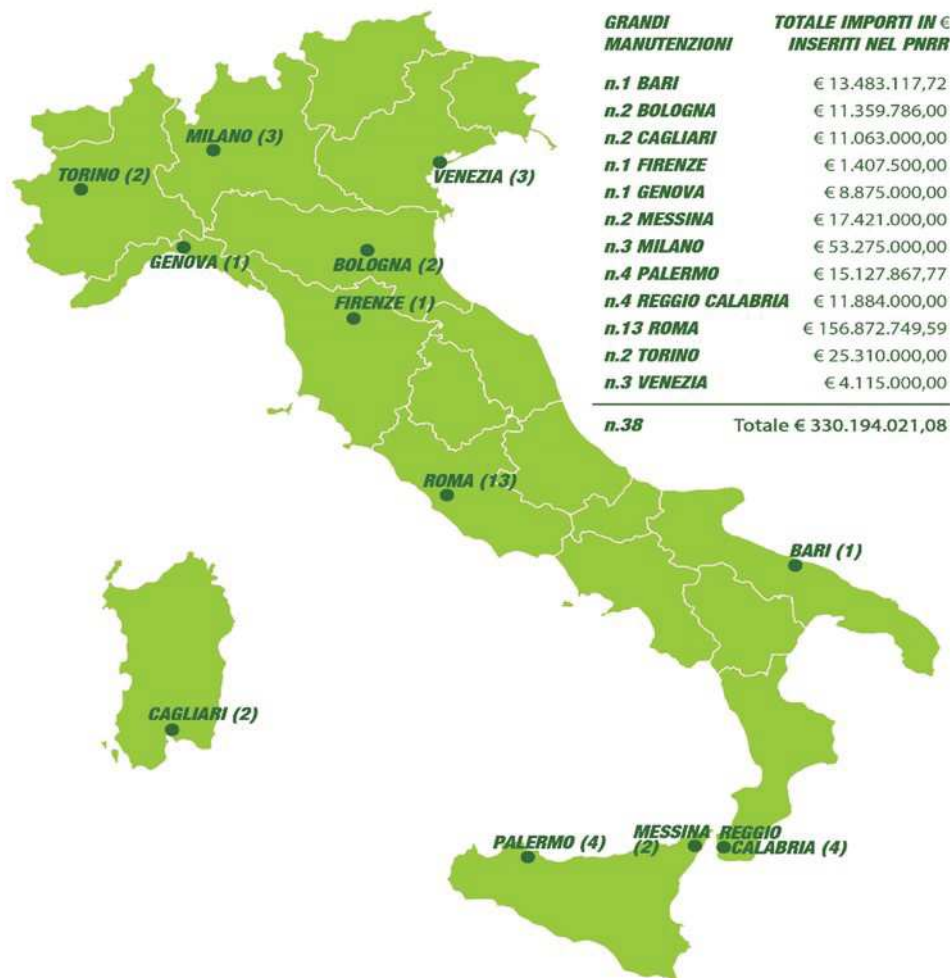 GRANDI MANUTENZIONI TOTALE IMPORTI IN € INSERITI NEL PNRR
n.1 BARI € 13.483.117,72
n.2 BOLOGNA € 11.359.786,00
n.2 CAGLIARI € 11.063.000,00
n.1 FIRENZE € 1.407.500,00
n.1 GENOVA € 8.875.000,00
n.2 MESSINA € 17.421.000,00
n.3 MILANO € 53.275.000,00
n.4 PALERMO € 15.127.867,77
n.4 REGGIO CALABRIA € 11.884.000,00
n.13 ROMA € 156.872.749,59
n.2 TORINO € 25.310.000,00
n.3 VENEZIA € 4.115.000,00
n.38 Totale € 330.194.021,08
MILANO (3)
VENEZIA (3)
TORINO (2)
GENOVA (1)
BOLOGNA (2)
FIRENZE (1)
ROMA (13)
BARI (1)
CAGLIARI (2)
PALERMO (4)
MESSINA
(2)
REGGIO
CALABRIA (4)